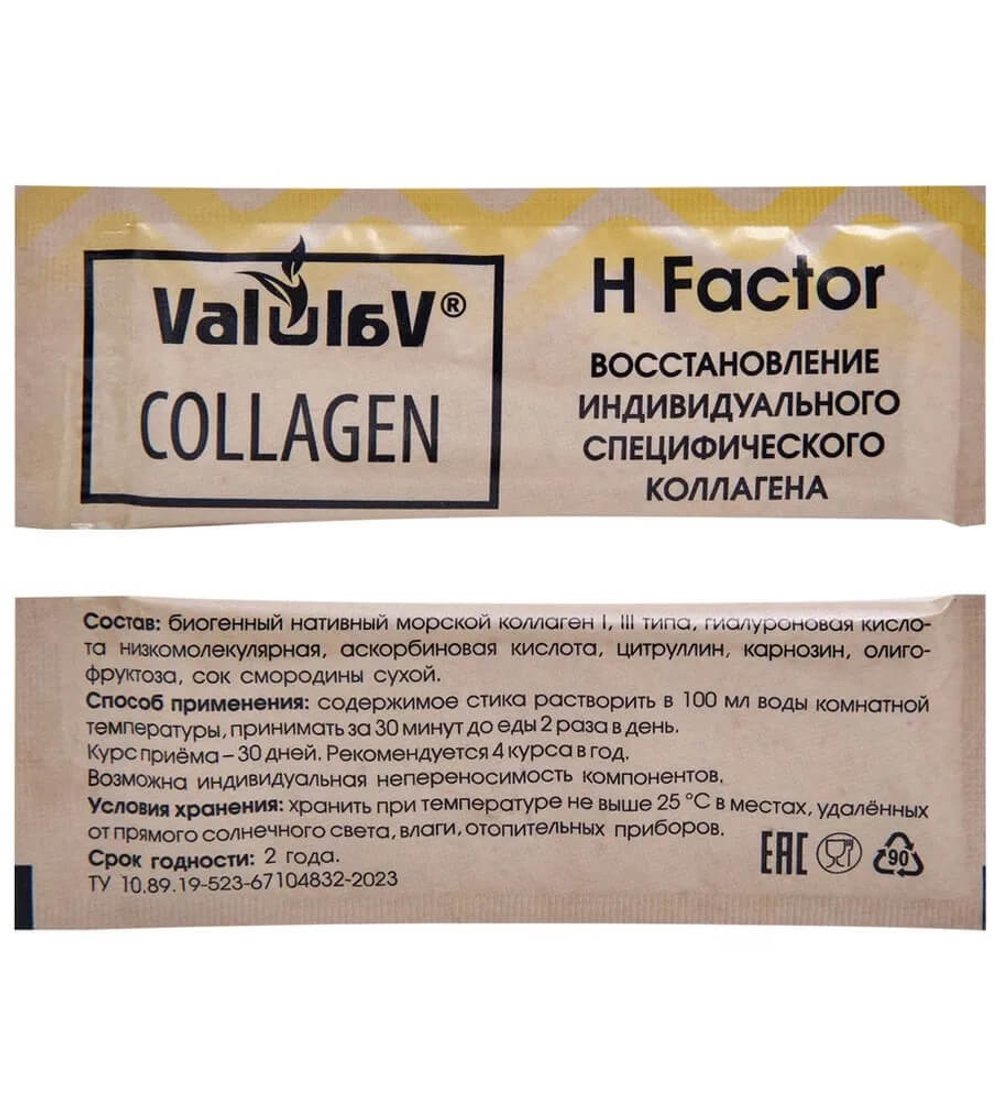 ValulaV®
COLLAGEN
H Factor
ВОССТАНОВЛЕНИЕ
ИНДИВИДУАЛЬНОГО
СПЕЦИФИЧЕСКОГО
КОЛЛАГЕНА
Состав: биогенный нативный морской коллаген I, III типа, гиалуроновая кисло-
та низкомолекулярная, аскорбиновая кислота, цитруллин, карнозин, олиго-
фруктоза, сок смородины сухой.
Способ применения: содержимое стика растворить в 100 мл воды комнатной
температуры, принимать за 30 минут до еды 2 раза в день.
Курс приёма – 30 дней. Рекомендуется 4 курса в год.
Возможна индивидуальная непереносимость компонентов.
Условия хранения: хранить при температуре не выше 25 °С в местах, удалённых
от прямого солнечного света, влаги, отопительных приборов.
Срок годности: 2 года.
ТУ 10.89.19-523-67104832-2023
ЕАС
90